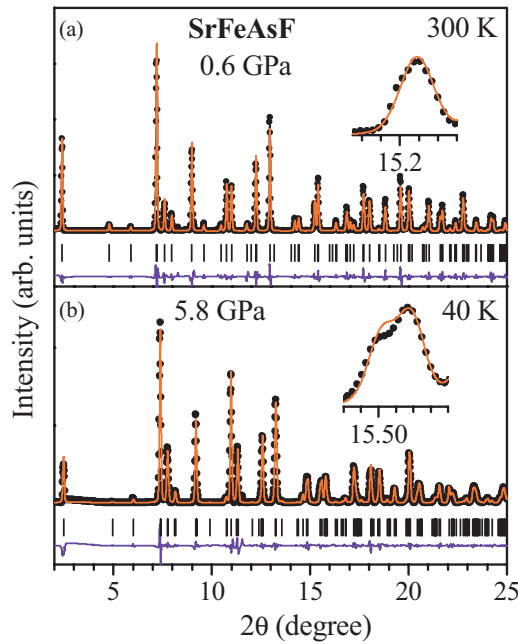 (a) SrFeAsF 300 K
0.6 GPa
15.2
(b) 5.8 GPa 40 K
15.50
Intensity (arb. units)
5 10 15 20 25
2θ (degree)